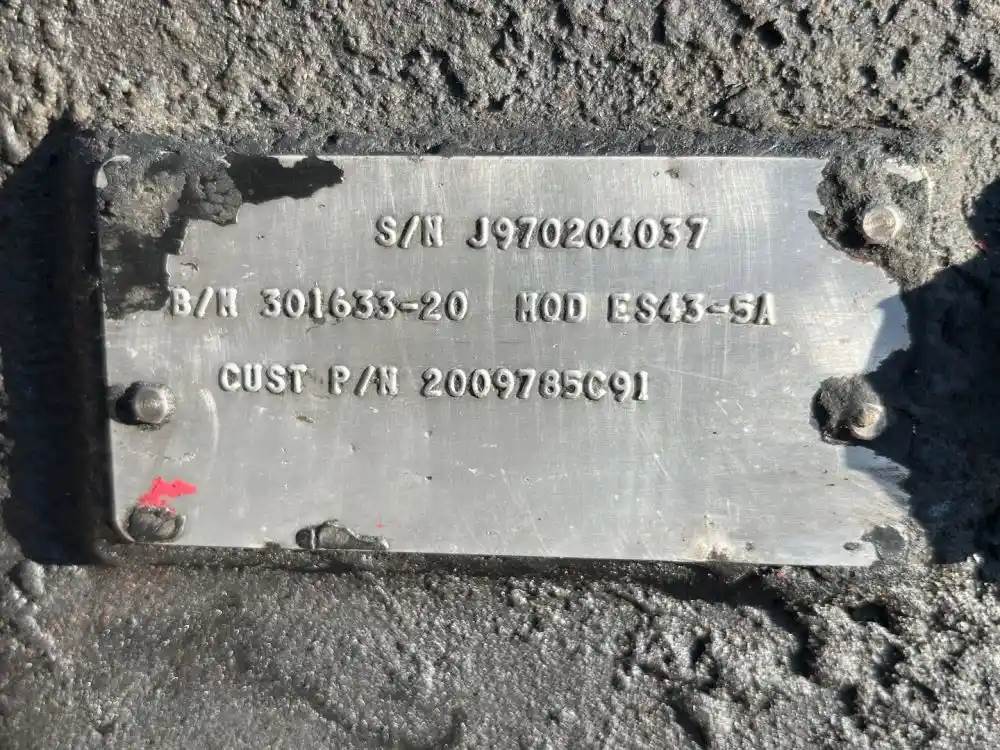 S/N J970204037
B/N 301633-20 MOD ES43-5A
CUST P/N 2009785C91